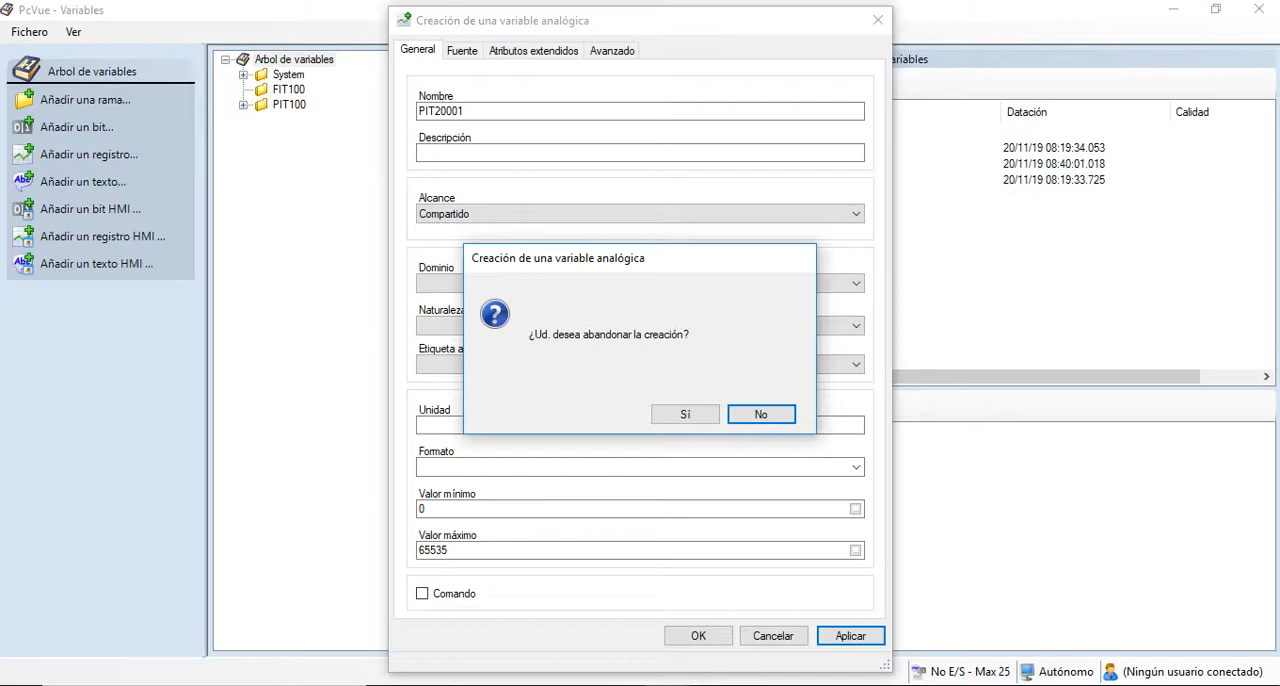 PcVue - Variables
Fichero Ver
Arbol de variables
Añadir una rama...
Añadir un bit...
Añadir un registro...
Añadir un texto...
Añadir un bit HMI ...
Añadir un registro HMI ...
Añadir un texto HMI ...
Arbol de variables
System
FIT100
PIT100
Creación de una variable analógica
General Fuente Atributos extendidos Avanzado
Nombre
PIT20001
Descripción
Alcance
Compartido
Dominio
Naturaleza
Etiqueta a
Unidad
Formato
Valor mínimo
0
Valor máximo
65535
Comando
OK Cancelar Aplicar
Creación de una variable analógica
¿Ud. desea abandonar la creación?
Sí No
ariables
Datación Calidad
20/11/19 08:19:34.053
20/11/19 08:40:01.018
20/11/19 08:19:33.725
No E/S - Max 25 Autónomo (Ningún usuario conectado)